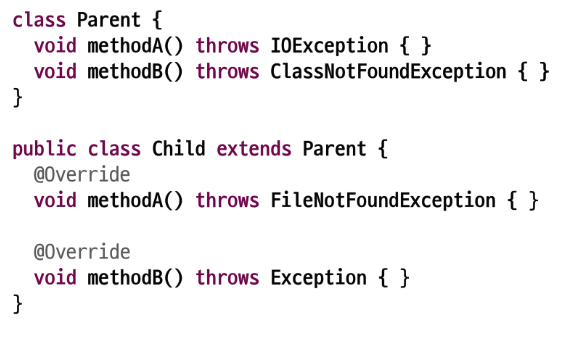 class Parent {
  void methodA() throws IOException { }
  void methodB() throws ClassNotFoundException { }
}

public class Child extends Parent {
  @Override
  void methodA() throws FileNotFoundException { }

  @Override
  void methodB() throws Exception { }
}